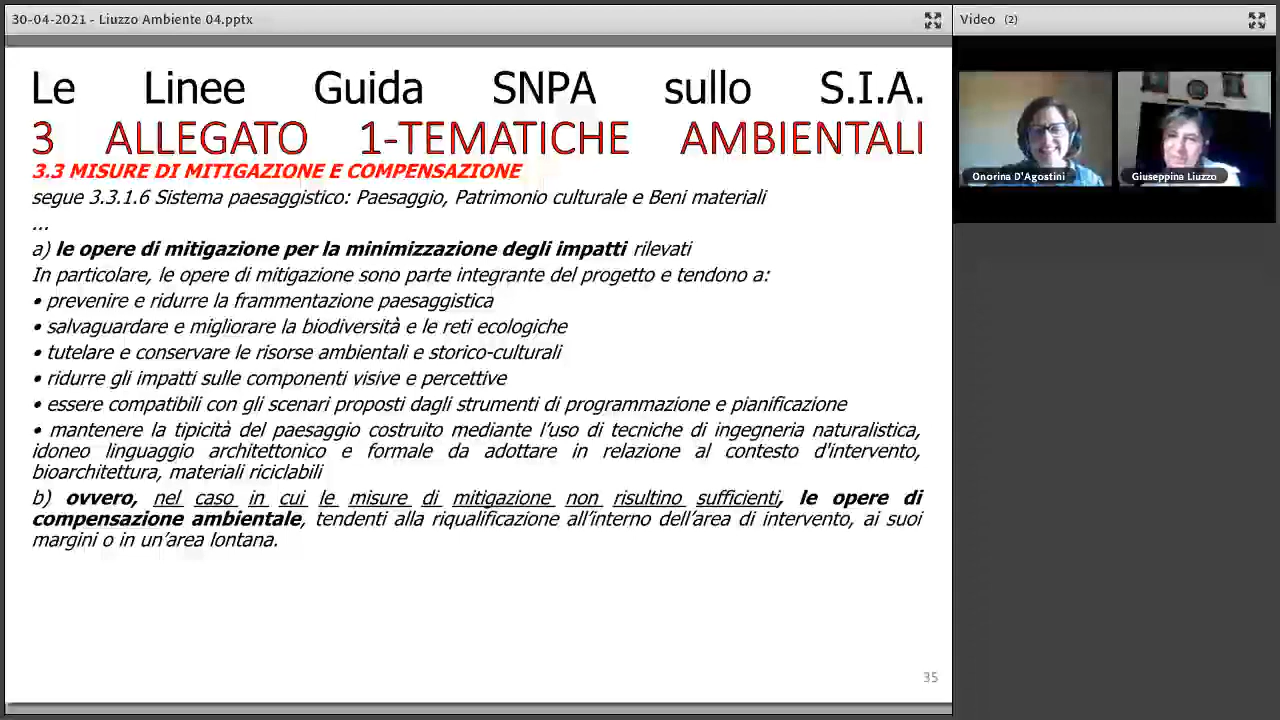 30-04-2021 - Liuzzo Ambiente 04.pptx
Video (2)
Le Linee Guida SNPA sullo S.I.A.
3 ALLEGATO 1-TEMATICHE AMBIENTALI
3.3 MISURE DI MITIGAZIONE E COMPENSAZIONE
segue 3.3.1.6 Sistema paesaggistico: Paesaggio, Patrimonio culturale e Beni materiali
...
a) le opere di mitigazione per la minimizzazione degli impatti rilevati
In particolare, le opere di mitigazione sono parte integrante del progetto e tendono a:
• prevenire e ridurre la frammentazione paesaggistica
• salvaguardare e migliorare la biodiversità e le reti ecologiche
• tutelare e conservare le risorse ambientali e storico-culturali
• ridurre gli impatti sulle componenti visive e percettive
• essere compatibili con gli scenari proposti dagli strumenti di programmazione e pianificazione
• mantenere la tipicità del paesaggio costruito mediante l'uso di tecniche di ingegneria naturalistica,
idoneo linguaggio architettonico e formale da adottare in relazione al contesto d'intervento,
bioarchitettura, materiali riciclabili
b) ovvero, nel caso in cui le misure di mitigazione non risultino sufficienti, le opere di
compensazione ambientale, tendenti alla riqualificazione all'interno dell'area di intervento, ai suoi
margini o in un'area lontana.
35
Onorina D'Agostini
Giuseppina Liuzzo